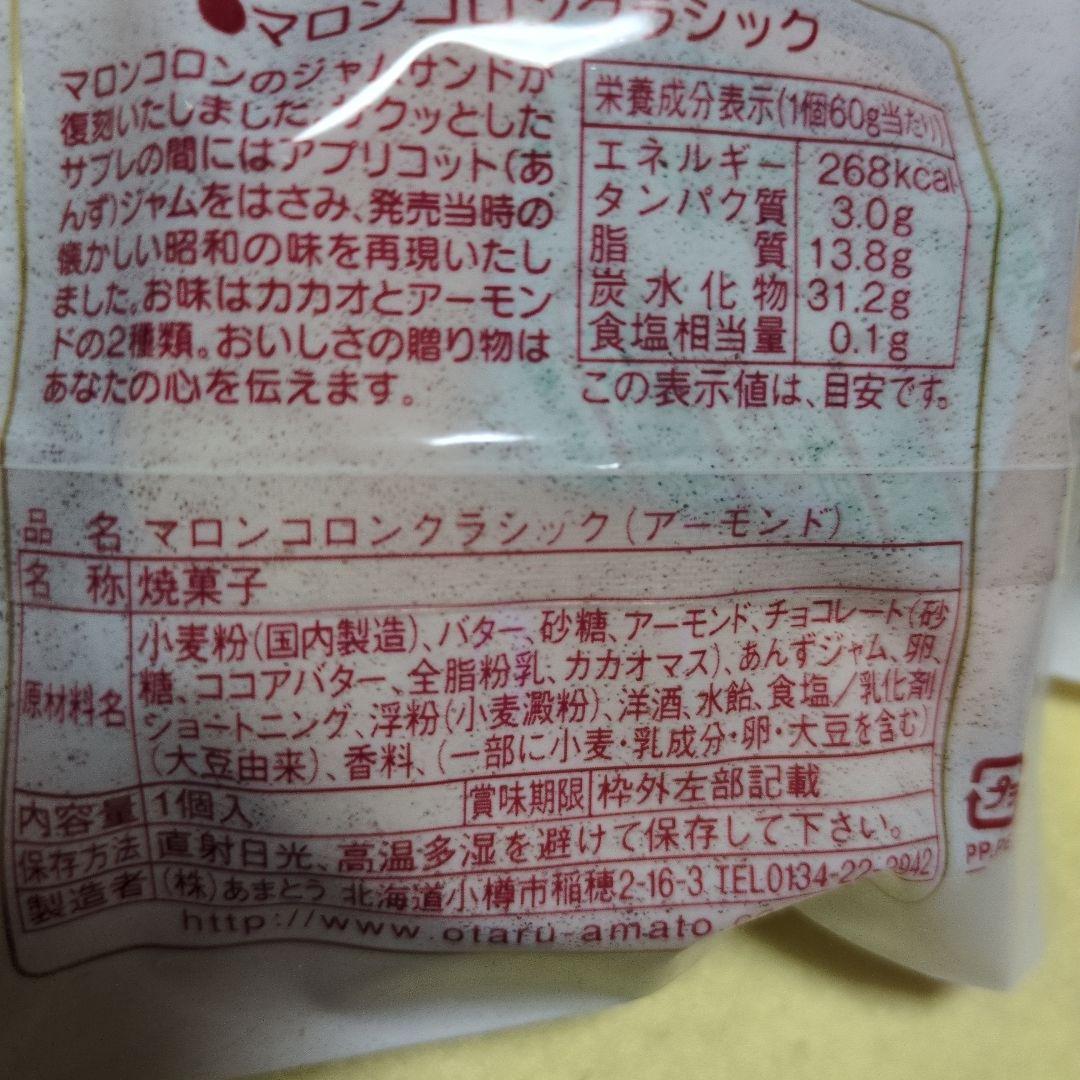 ●マロンコロンクラシック
マロンコロンのジャムサンドが
復刻いたしました。サクッとした
サブレの間にはアプリコット(あ
んず)ジャムをはさみ、発売当時の
懐かしい昭和の味を再現いたし
ました。お味はカカオとアーモン
ドの2種類。おいしさの贈り物は
あなたの心を伝えます。
栄養成分表示(1個60g当たり)
エネルギー 268kcal
タンパク質 3.0g
脂質 13.8g
炭水化物 31.2g
食塩相当量 0.1g
この表示値は、目安です。
品名 マロンコロンクラシック(アーモンド)
名称 焼菓子
原材料名 小麦粉(国内製造)、バター、砂糖、アーモンド、チョコレート(砂
糖、ココアバター、全脂粉乳、カカオマス)、あんずジャム、卵、
ショートニング、浮粉(小麦澱粉)、洋酒、水飴、食塩/乳化剤
(大豆由来)、香料、(一部に小麦・乳成分・卵・大豆を含む)
内容量 1個入 賞味期限 枠外左部記載
保存方法 直射日光、高温多湿を避けて保存して下さい。
製造者 (株)あまとう 北海道小樽市稲穂2-16-3 TEL0134-22-3942
http://www.otaru-amato.
プラ
PP,PE